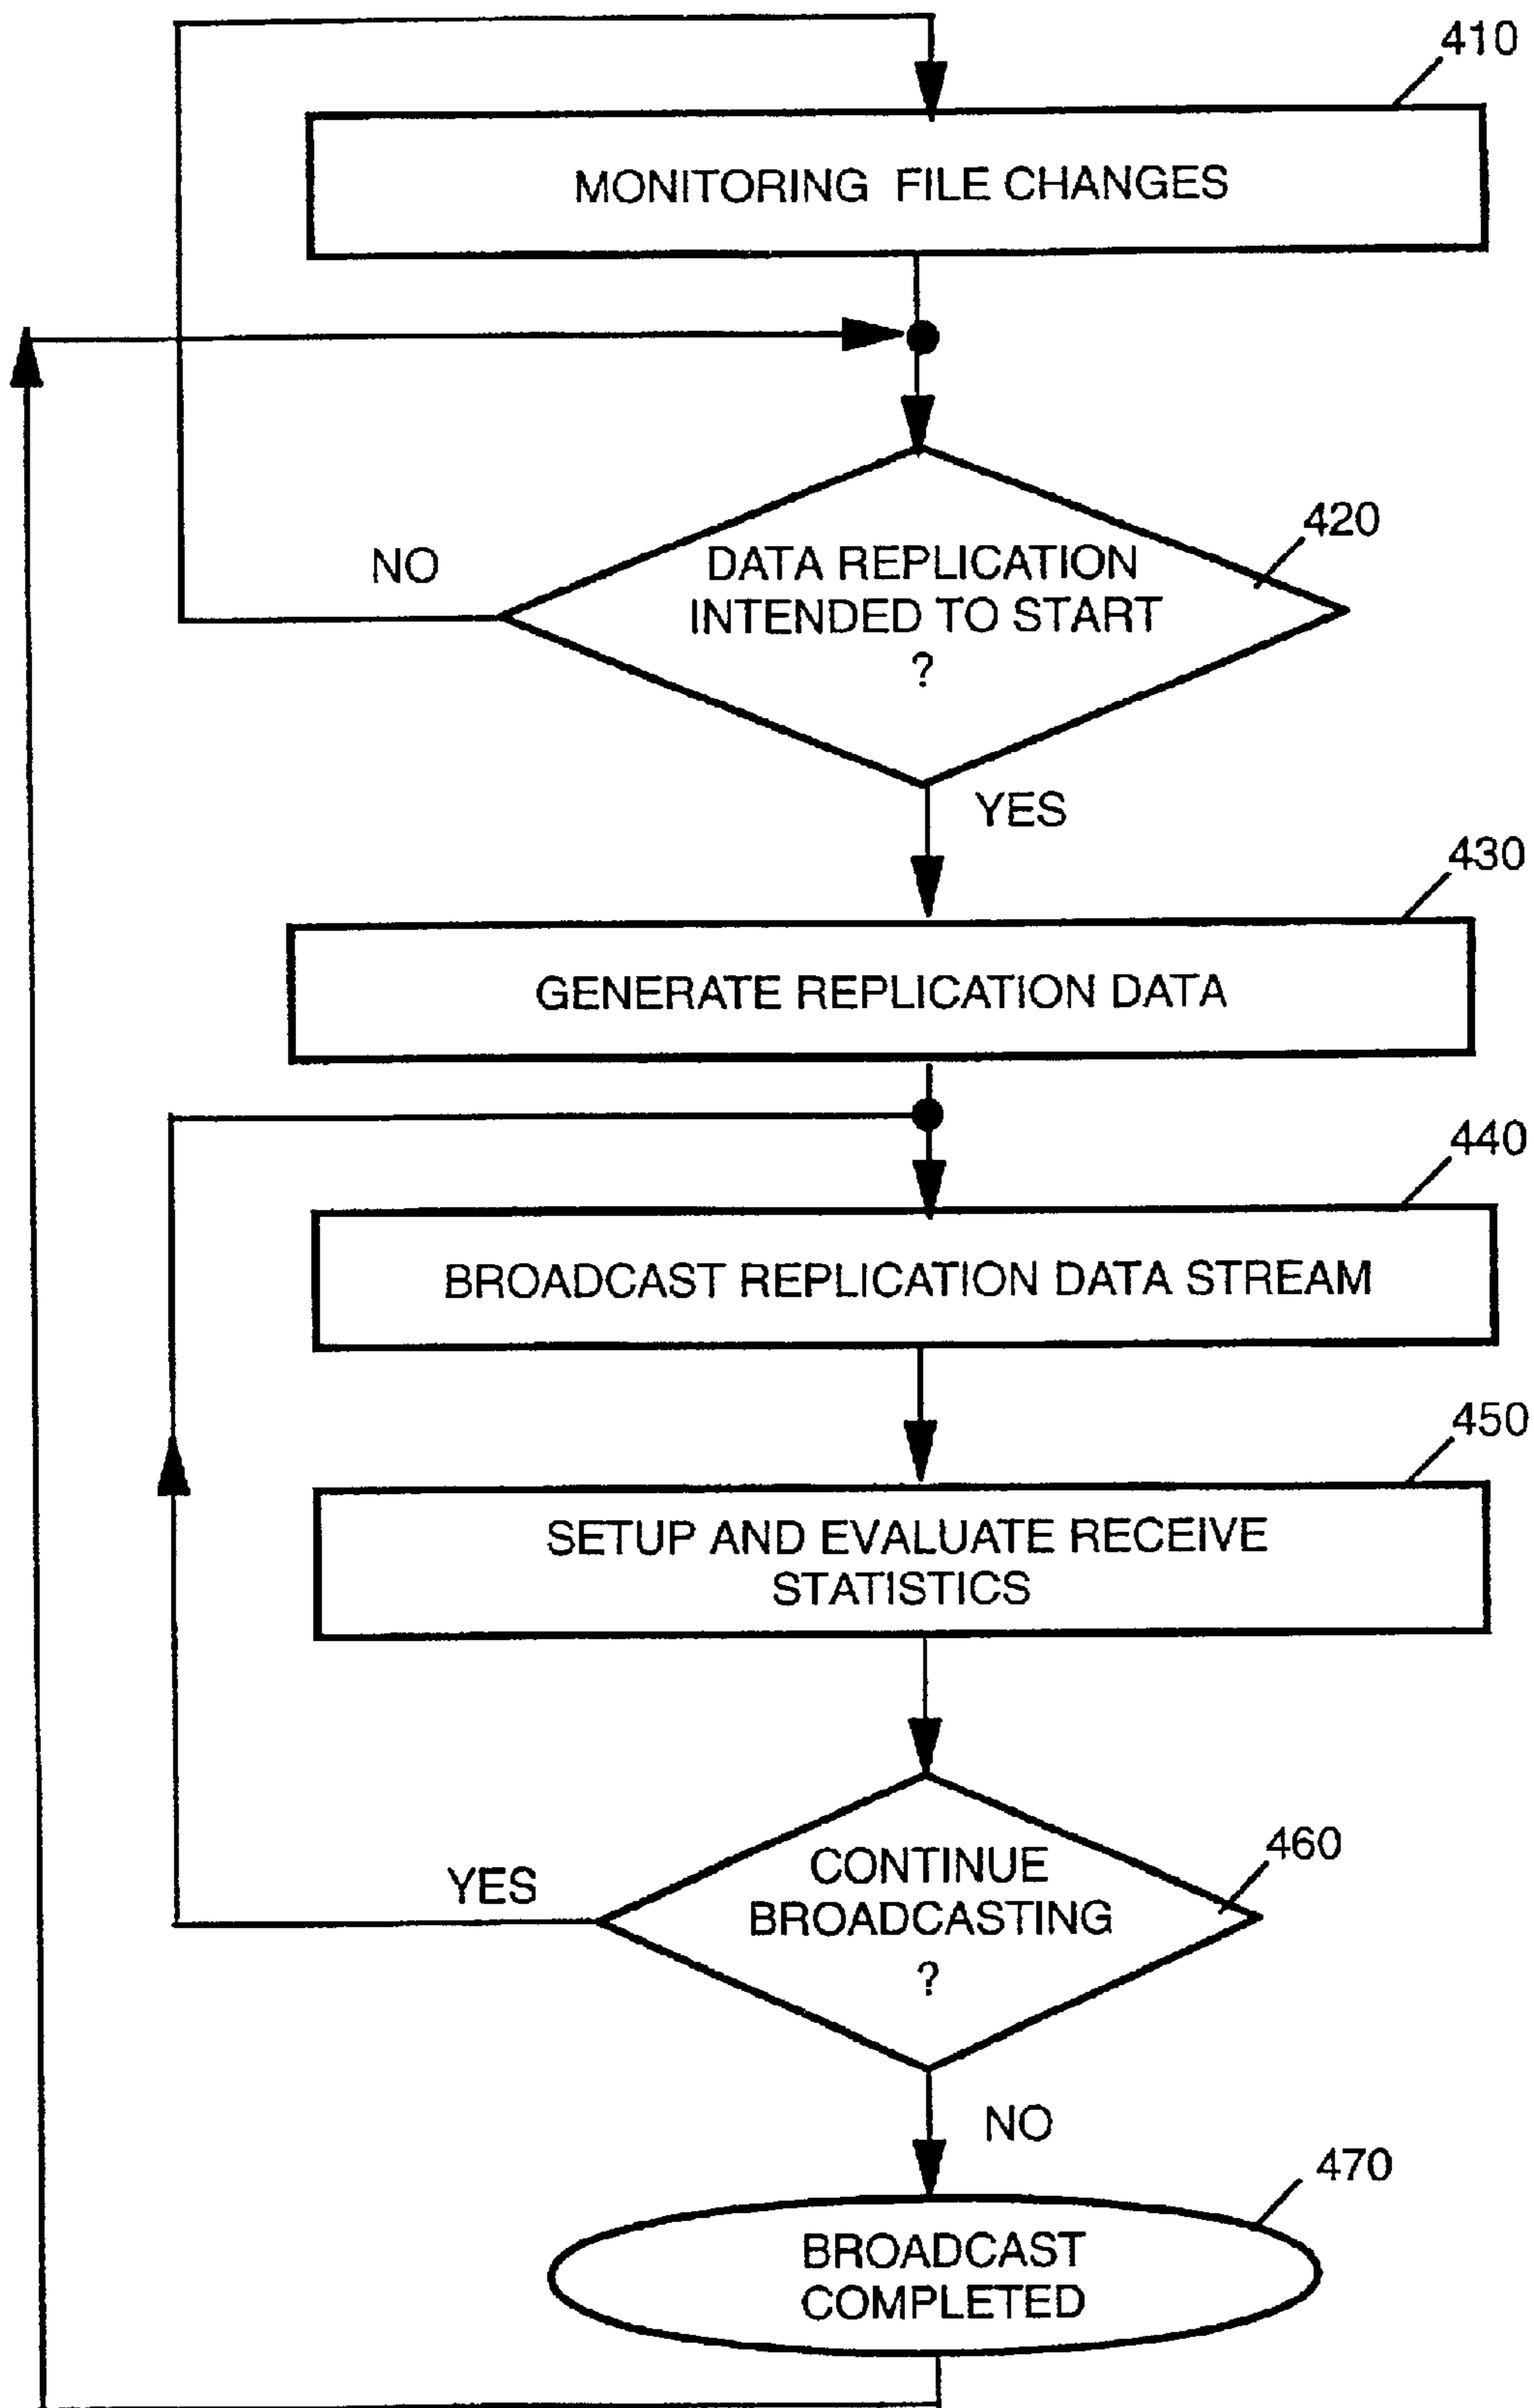 410
MONITORING FILE CHANGES
420
NO
DATA REPLICATION
INTENDED TO START
?
YES
430
GENERATE REPLICATION DATA
440
BROADCAST REPLICATION DATA STREAM
450
SETUP AND EVALUATE RECEIVE
STATISTICS
460
YES
CONTINUE
BROADCASTING
?
NO
470
BROADCAST
COMPLETED